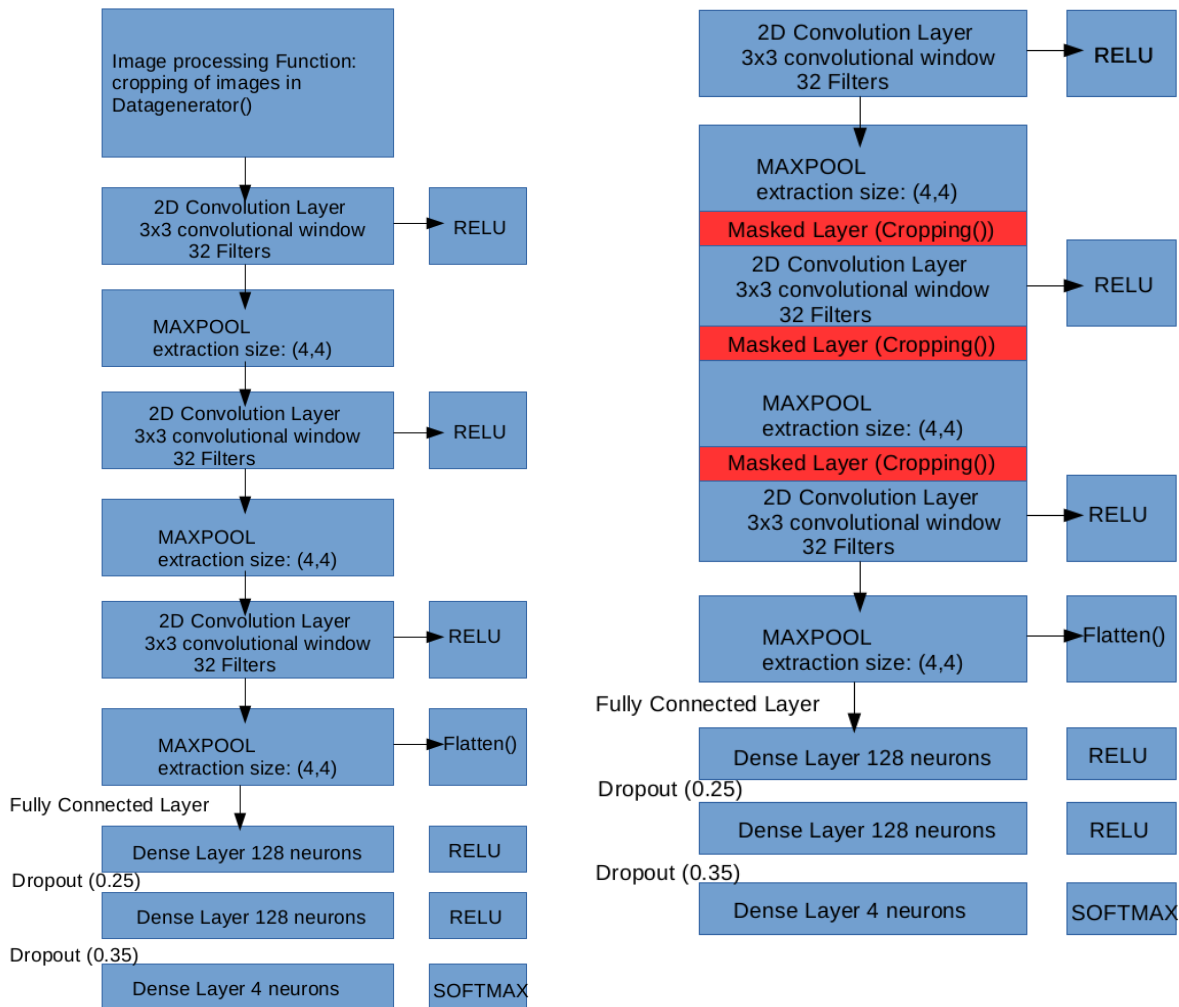 Image processing Function:
cropping of images in
Datagenerator()
2D Convolution Layer
3x3 convolutional window
32 Filters
RELU
MAXPOOL
extraction size: (4,4)
2D Convolution Layer
3x3 convolutional window
32 Filters
RELU
MAXPOOL
extraction size: (4,4)
2D Convolution Layer
3x3 convolutional window
32 Filters
RELU
MAXPOOL
extraction size: (4,4)
Flatten()
Fully Connected Layer
Dense Layer 128 neurons
RELU
Dropout (0.25)
Dense Layer 128 neurons
RELU
Dropout (0.35)
Dense Layer 4 neurons
SOFTMAX
2D Convolution Layer
3x3 convolutional window
32 Filters
RELU
MAXPOOL
extraction size: (4,4)
Masked Layer (Cropping())
2D Convolution Layer
3x3 convolutional window
32 Filters
RELU
Masked Layer (Cropping())
MAXPOOL
extraction size: (4,4)
Masked Layer (Cropping())
2D Convolution Layer
3x3 convolutional window
32 Filters
RELU
MAXPOOL
extraction size: (4,4)
Flatten()
Fully Connected Layer
Dense Layer 128 neurons
RELU
Dropout (0.25)
Dense Layer 128 neurons
RELU
Dropout (0.35)
Dense Layer 4 neurons
SOFTMAX